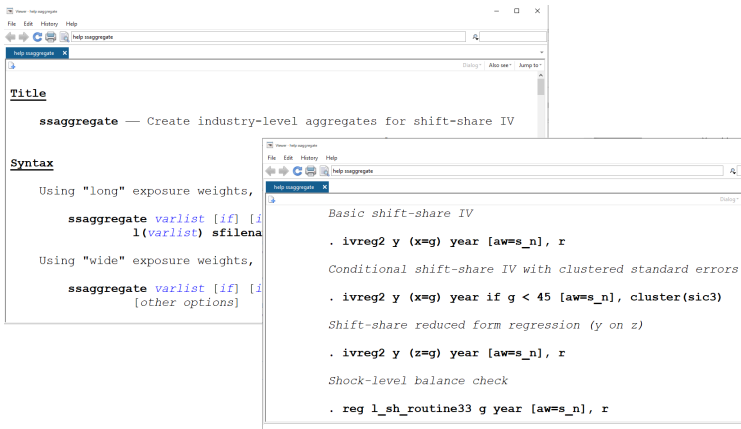 Viewer - help ssaggregate
File Edit History Help
help ssaggregate
help ssaggregate ×
Dialog Also see Jump to
Title
ssaggregate — Create industry-level aggregates for shift-share IV
Syntax
Using "long" exposure weights,
ssaggregate varlist [if] [i
l(varlist) sfilena
Using "wide" exposure weights,
ssaggregate varlist [if] [i
[other options]
Viewer - help ssaggregate
File Edit History Help
help ssaggregate
help ssaggregate ×
Dialog
Basic shift-share IV
. ivreg2 y (x=g) year [aw=s_n], r
Conditional shift-share IV with clustered standard errors
. ivreg2 y (x=g) year if g < 45 [aw=s_n], cluster(sic3)
Shift-share reduced form regression (y on z)
. ivreg2 y (z=g) year [aw=s_n], r
Shock-level balance check
. reg l_sh_routine33 g year [aw=s_n], r